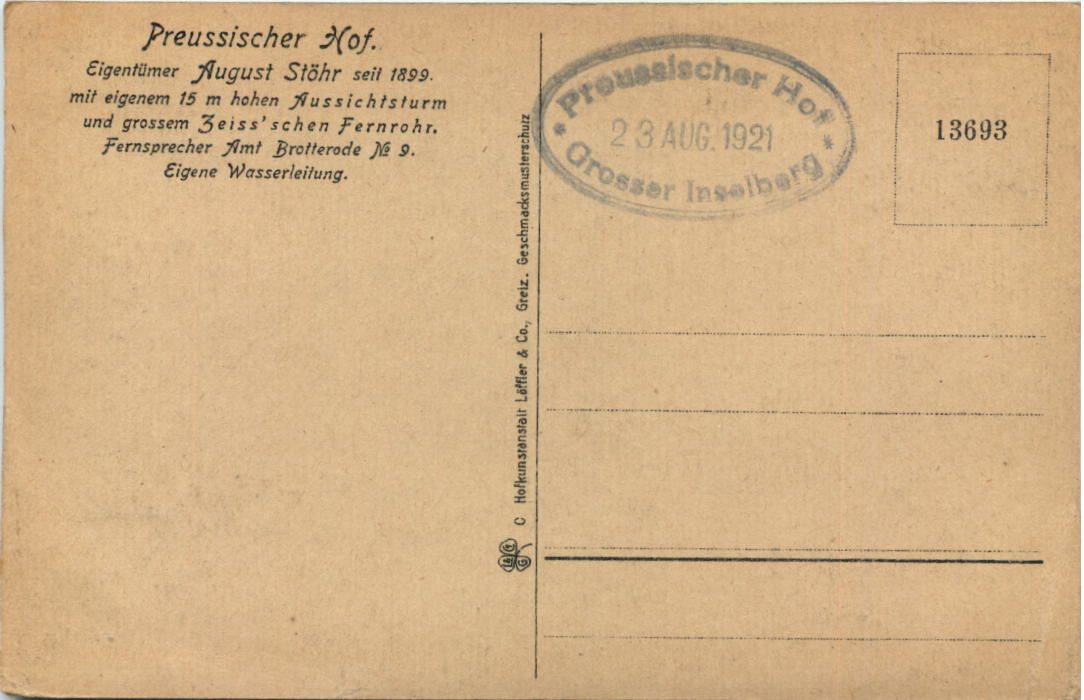 Preussischer Hof.
Eigentümer August Stöhr seit 1899.
mit eigenem 15 m hohen Aussichtsturm
und grossem Zeiss'schen Fernrohr.
Fernsprecher Amt Brotterode № 9.
Eigene Wasserleitung.
C Hofkunstanstalt Löffler & Co., Greiz. Geschmacksmusterschutz
* Preussischer Hof *
23 AUG. 1921
Grosser Inselberg
13693